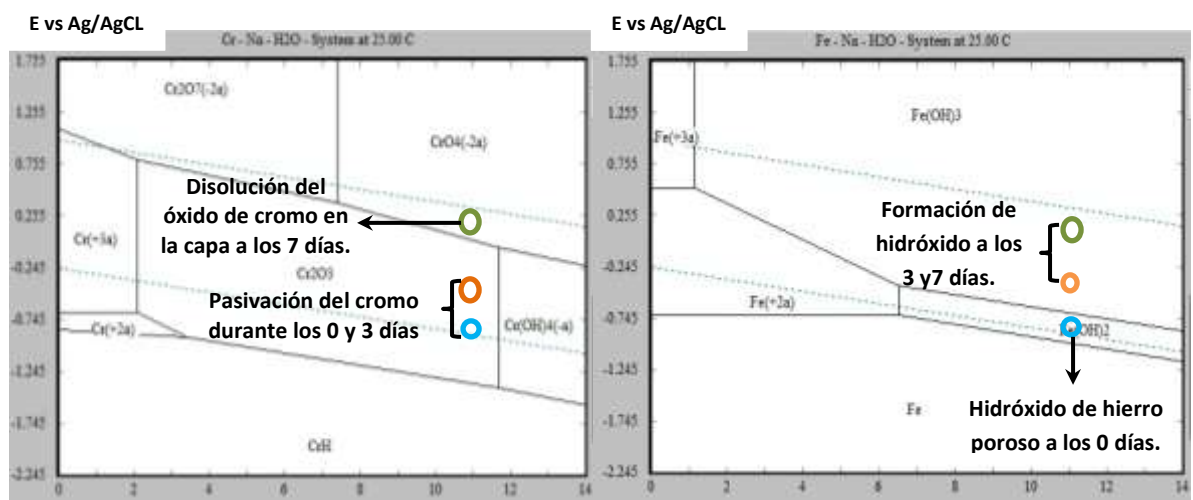 E vs Ag/AgCL
Cr - Na - H2O - System at 25.00 C
1.755
1.255
0.755
0.235
-0.245
-0.745
-1.245
-1.745
-2.245
0
2
4
6
8
10
12
14
Cr2O7(-2a)
CrO4(-2a)
Cr(+3a)
Cr2O3
Cr(+2a)
Cr(OH)4(-a)
CrH
Disolución del
óxido de cromo en
la capa a los 7 días.
Pasivación del cromo
durante los 0 y 3 días
E vs Ag/AgCL
Fe - Na - H2O - System at 25.00 C
1.755
1.255
0.755
0.255
-0.245
-0.745
-1.245
-1.745
-2.245
0
2
4
6
8
10
12
14
Fe(+3a)
Fe(OH)3
Fe(+2a)
Fe
Formación de
hidróxido a los
3 y7 días.
Hidróxido de hierro
poroso a los 0 días.